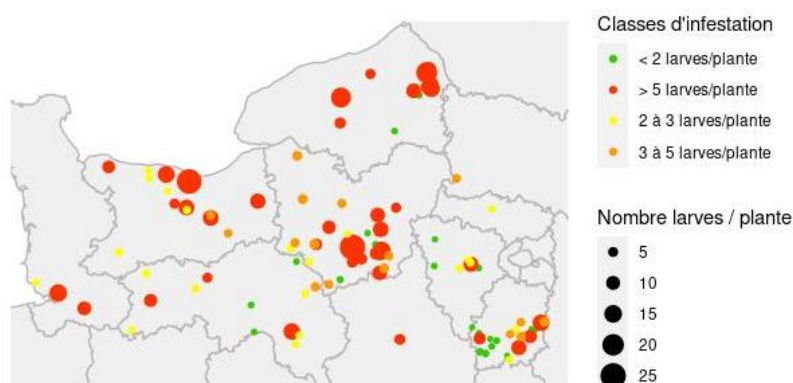 Classes d'infestation
< 2 larves/plante
> 5 larves/plante
2 à 3 larves/plante
3 à 5 larves/plante
Nombre larves / plante
5
10
15
20
25